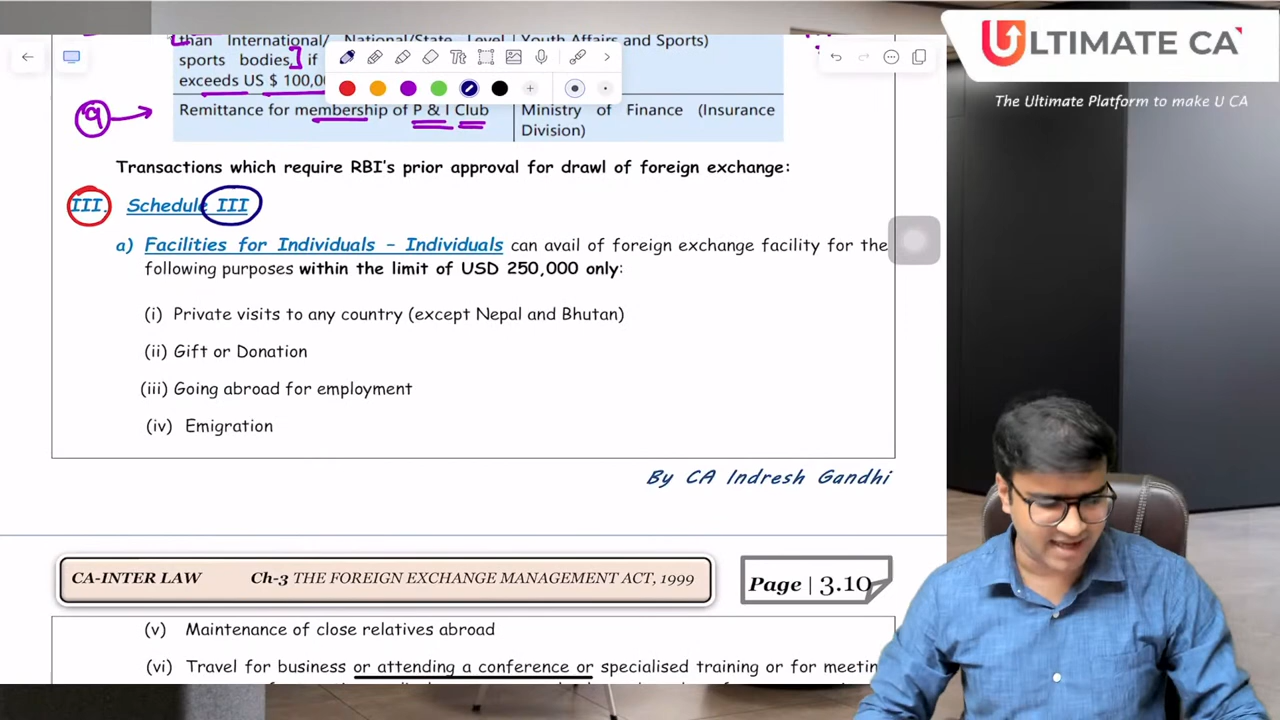 than International/ National/State Level
sports bodies, if
exceeds US $ 100,00
Youth Affairs and Sports)
9
Remittance for membership of P & I Club
Ministry of Finance (Insurance
Division)
Transactions which require RBI's prior approval for drawl of foreign exchange:
III. Schedule III
a) Facilities for Individuals – Individuals can avail of foreign exchange facility for the
following purposes within the limit of USD 250,000 only:
(i) Private visits to any country (except Nepal and Bhutan)
(ii) Gift or Donation
(iii) Going abroad for employment
(iv) Emigration
By CA Indresh Gandhi
CA-INTER LAW Ch-3 THE FOREIGN EXCHANGE MANAGEMENT ACT, 1999
Page | 3.10
(v) Maintenance of close relatives abroad
(vi) Travel for business or attending a conference or specialised training or for meetin
ULTIMATE CA
The Ultimate Platform to make U CA